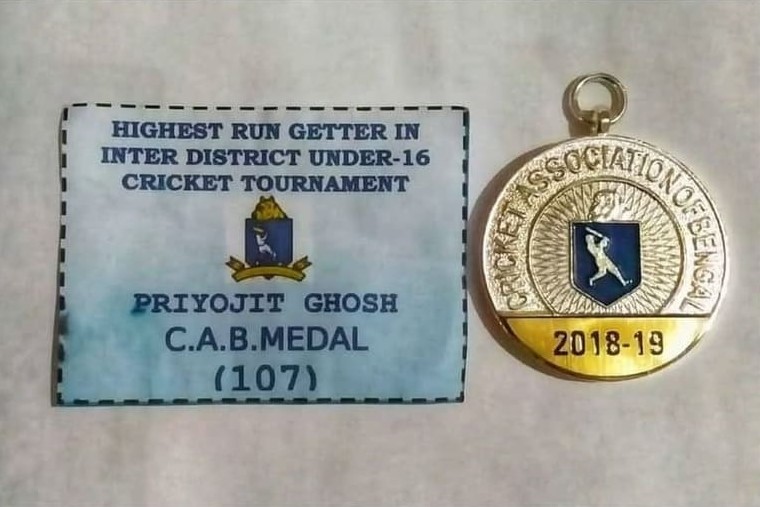 HIGHEST RUN GETTER IN
INTER DISTRICT UNDER-16
CRICKET TOURNAMENT
PRIYOJIT GHOSH
C.A.B.MEDAL
(107)
CRICKET ASSOCIATION OF BENGAL
2018-19